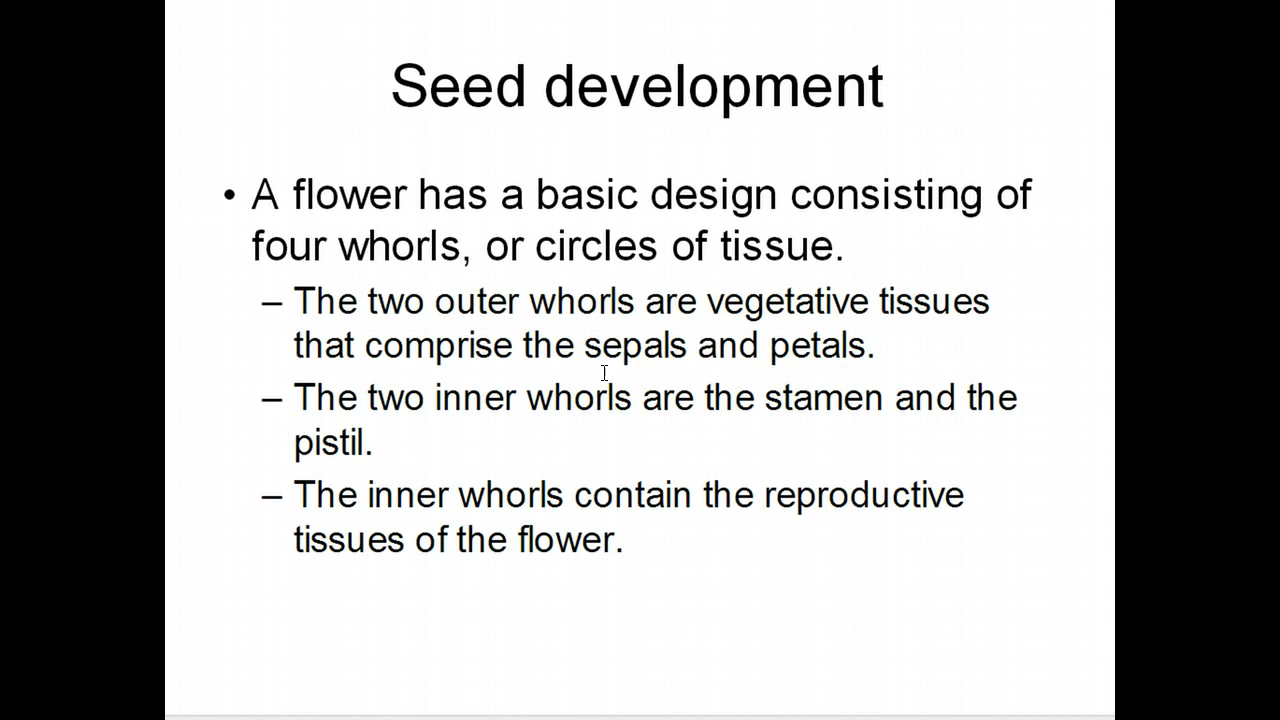 Seed development
• A flower has a basic design consisting of
four whorls, or circles of tissue.
– The two outer whorls are vegetative tissues
that comprise the sepals and petals.
– The two inner whorls are the stamen and the
pistil.
– The inner whorls contain the reproductive
tissues of the flower.